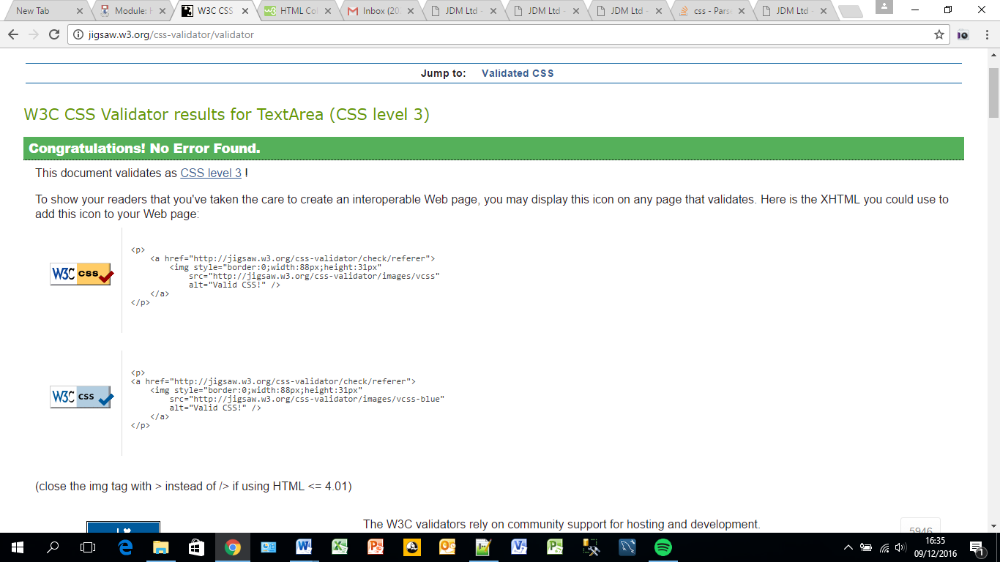 New Tab
Module:
W3C CSS
HTML Co
Inbox (20
JDM Ltd -
JDM Ltd -
JDM Ltd -
css - Pars
JDM Ltd -
jigsaw.w3.org/css-validator/validator
Jump to: Validated CSS
W3C CSS Validator results for TextArea (CSS level 3)
Congratulations! No Error Found.
This document validates as CSS level 3 !
To show your readers that you've taken the care to create an interoperable Web page, you may display this icon on any page that validates. Here is the XHTML you could use to
add this icon to your Web page:
W3C css
<p>
<a href="http://jigsaw.w3.org/css-validator/check/referer">
<img style="border:0;width:88px;height:31px"
src="http://jigsaw.w3.org/css-validator/images/vcss"
alt="Valid CSS!" />
</a>
</p>
W3C css
<p>
<a href="http://jigsaw.w3.org/css-validator/check/referer">
<img style="border:0;width:88px;height:31px"
src="http://jigsaw.w3.org/css-validator/images/vcss-blue"
alt="Valid CSS!" />
</a>
</p>
(close the img tag with > instead of /> if using HTML <= 4.01)
The W3C validators rely on community support for hosting and development.
5946
16:35
09/12/2016